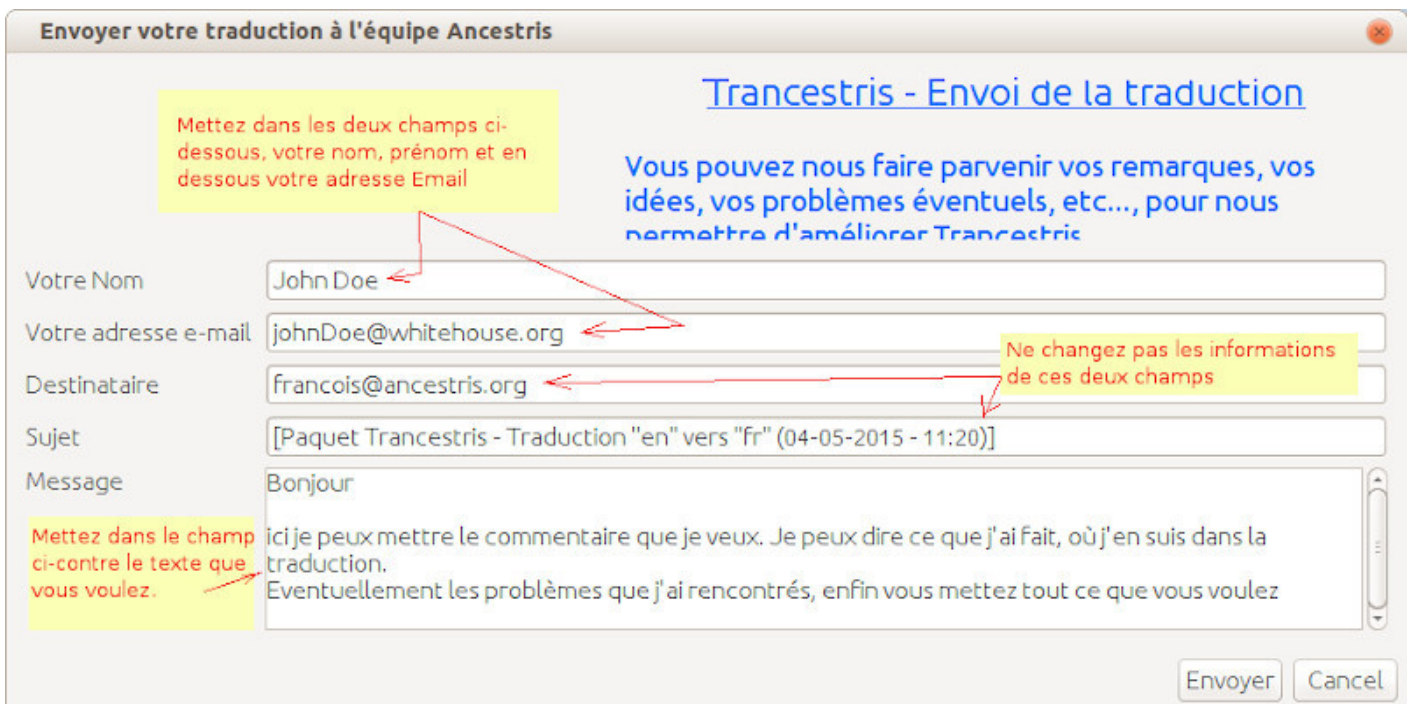 Envoyer votre traduction à l'équipe Ancestris
Trancestris - Envoi de la traduction
Mettez dans les deux champs ci-
dessous, votre nom, prénom et en
dessous votre adresse Email
Vous pouvez nous faire parvenir vos remarques, vos
idées, vos problèmes éventuels, etc..., pour nous
permettre d'améliorer Trancestris
Votre Nom
John Doe
Votre adresse e-mail
johnDoe@whitehouse.org
Ne changez pas les informations
de ces deux champs
Destinataire
francois@ancestris.org
Sujet
[Paquet Trancestris - Traduction "en" vers "fr" (04-05-2015 - 11:20)]
Message
Bonjour
Mettez dans le champ
ci-contre le texte que
vous voulez.
ici je peux mettre le commentaire que je veux. Je peux dire ce que j'ai fait, où j'en suis dans la
traduction.
Eventuellement les problèmes que j'ai rencontrés, enfin vous mettez tout ce que vous voulez
Envoyer
Cancel